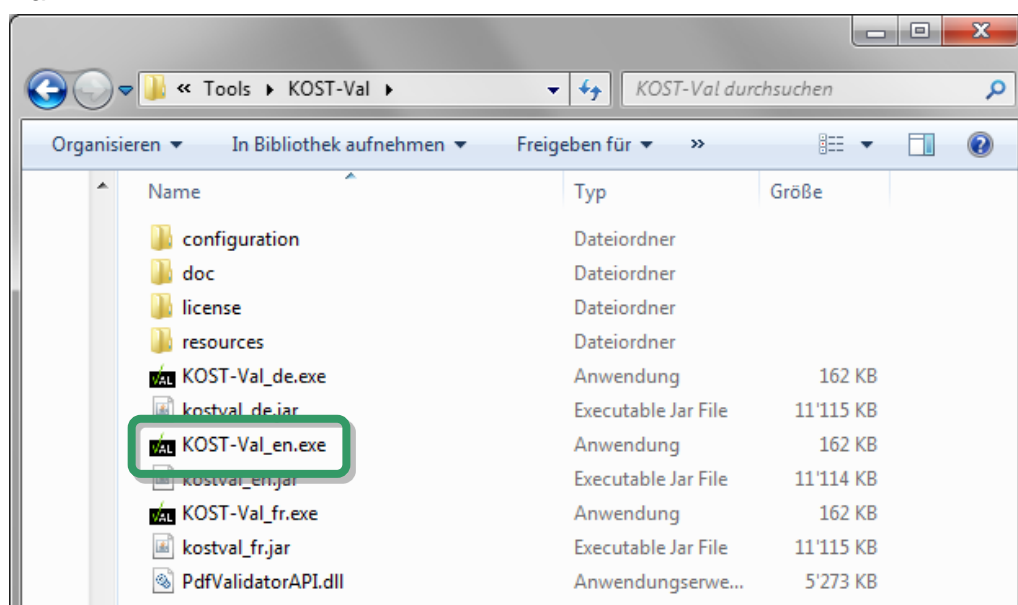 « Tools ▸ KOST-Val ▸ KOST-Val durchsuchen
Organisieren In Bibliothek aufnehmen Freigeben für »
Name Typ Größe
configuration Dateiordner
doc Dateiordner
license Dateiordner
resources Dateiordner
VAL KOST-Val_de.exe Anwendung 162 KB
kostval_de.jar Executable Jar File 11'115 KB
VAL KOST-Val_en.exe Anwendung 162 KB
kostval_en.jar Executable Jar File 11'114 KB
VAL KOST-Val_fr.exe Anwendung 162 KB
kostval_fr.jar Executable Jar File 11'115 KB
PdfValidatorAPI.dll Anwendungserwe... 5'273 KB